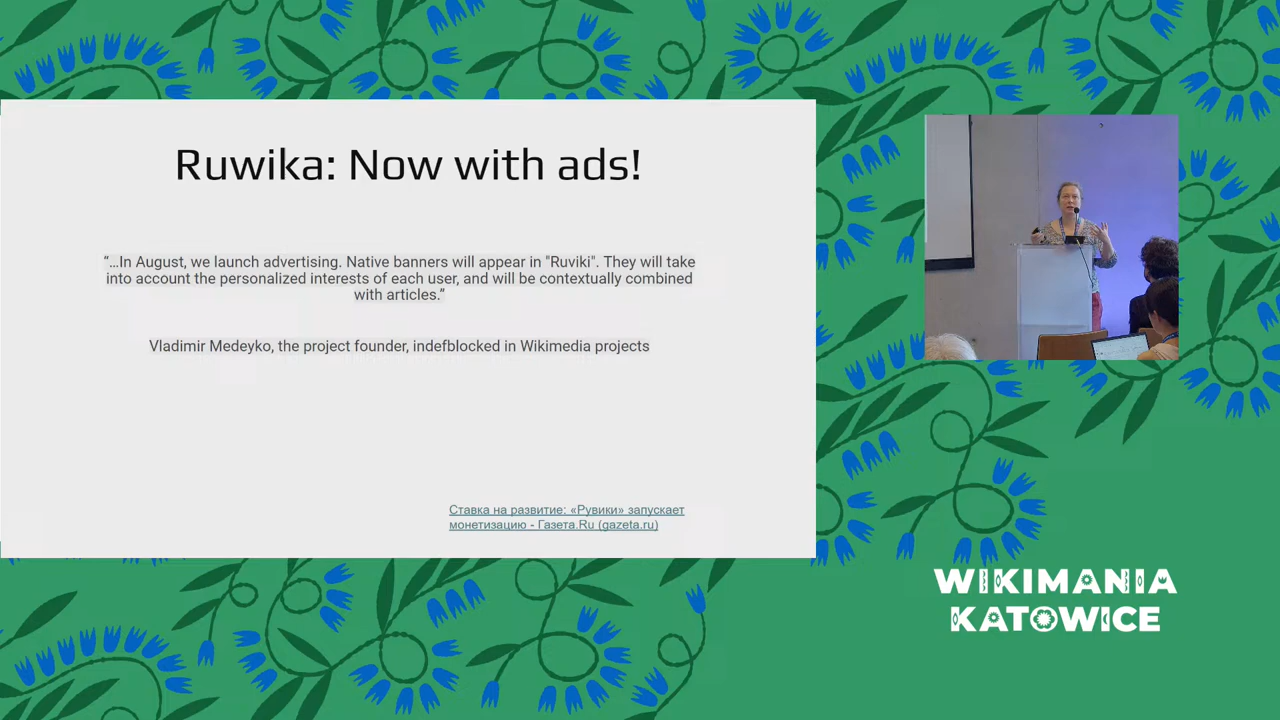 Ruwika: Now with ads!
“…In August, we launch advertising. Native banners will appear in "Ruviki". They will take
into account the personalized interests of each user, and will be contextually combined
with articles.”
Vladimir Medeyko, the project founder, indefblocked in Wikimedia projects
Ставка на развитие: «Рувики» запускает
монетизацию - Газета.Ru (gazeta.ru)
WIKIMANIA
KATOWICE